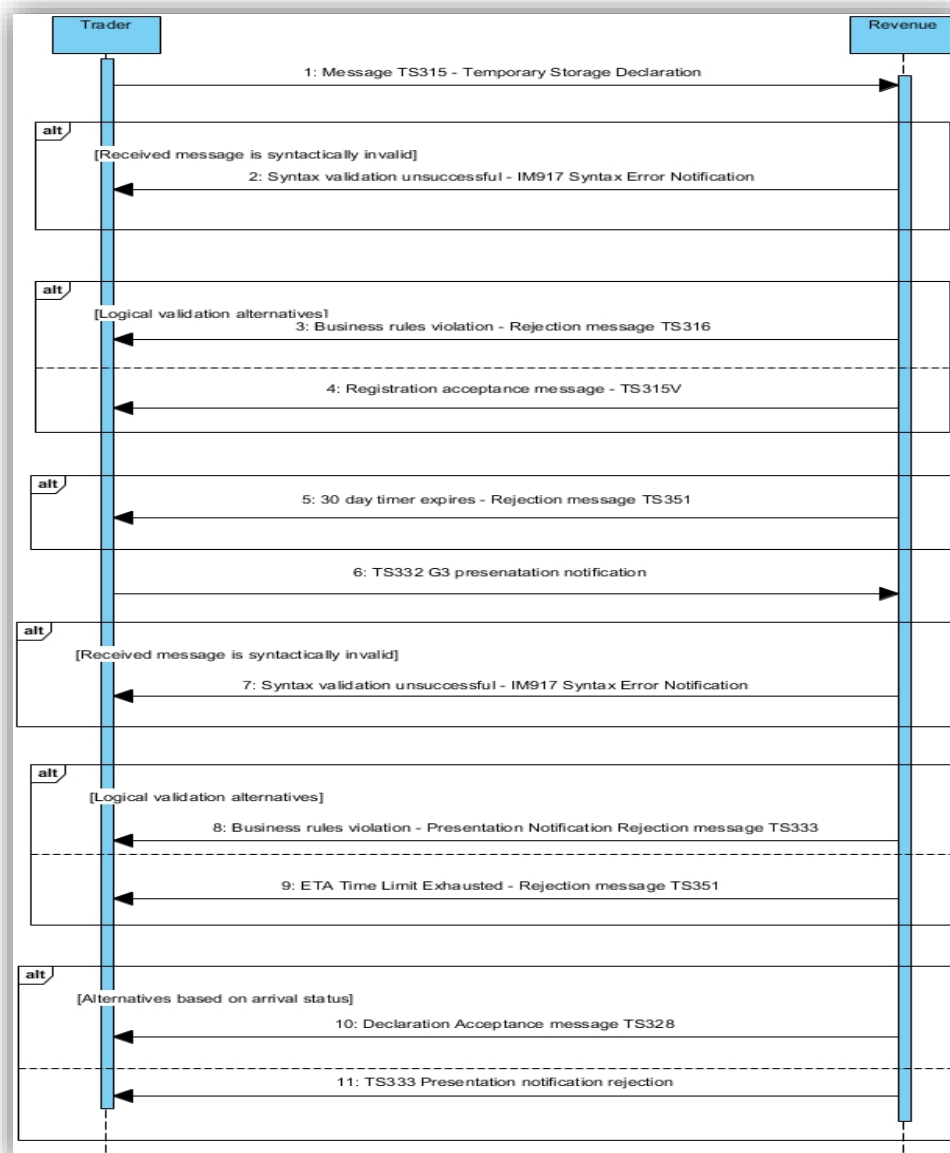 Trader
Revenue
1: Message TS315 - Temporary Storage Declaration
alt
[Received message is syntactically invalid]
2: Syntax validation unsuccessful - IM917 Syntax Error Notification
alt
[Logical validation alternatives]
3: Business rules violation - Rejection message TS316
4: Registration acceptance message - TS315V
alt
5: 30 day timer expires - Rejection message TS351
6: TS332 G3 presenatation notification
alt
[Received message is syntactically invalid]
7: Syntax validation unsuccessful - IM917 Syntax Error Notification
alt
[Logical validation alternatives]
8: Business rules violation - Presentation Notification Rejection message TS333
9: ETA Time Limit Exhausted - Rejection message TS351
alt
[Alternatives based on arrival status]
10: Declaration Acceptance message TS328
11: TS333 Presentation notification rejection